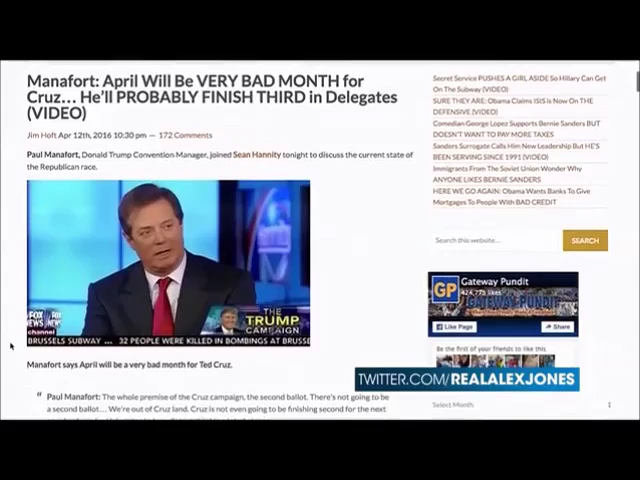 Manafort: April Will Be VERY BAD MONTH for
Cruz… He'll PROBABLY FINISH THIRD in Delegates
(VIDEO)
Jim Hoft Apr 12th, 2016 10:30 pm — 172 Comments
Paul Manafort, Donald Trump Convention Manager, joined Sean Hannity tonight to discuss the current state of
the Republican race.
FOX
NEWS
channel
NEWS
THE
TRUMP
CAMPAIGN
BRUSSELS SUBWAY ... 32 PEOPLE WERE KILLED IN BOMBINGS AT BRUSSE
Manafort says April will be a very bad month for Ted Cruz.
“ Paul Manafort: The whole premise of the Cruz campaign, the second ballot. There's not going to be
a second ballot… We're out of Cruz land. Cruz is not even going to be finishing second for the next
Secret Service PUSHES A GIRL ASIDE So Hillary Can Get
On The Subway (VIDEO)
SURE THEY ARE: Obama Claims ISIS is Now ON THE
DEFENSIVE (VIDEO)
Comedian George Lopez Supports Bernie Sanders BUT
DOESN'T WANT TO PAY MORE TAXES
Sanders Surrogate Calls Him New Leadership But HE'S
BEEN SERVING SINCE 1991 (VIDEO)
Immigrants From The Soviet Union Wonder Why
ANYONE LIKES BERNIE SANDERS
HERE WE GO AGAIN: Obama Wants Banks To Give
Mortgages To People With BAD CREDIT
Search this website…
SEARCH
GP
Gateway Pundit
likes
GATEWAY PUNDIT
Like Page
Share
Be the first of your friends to like this
TWITTER.COM/REALALEXJONES
Select Month